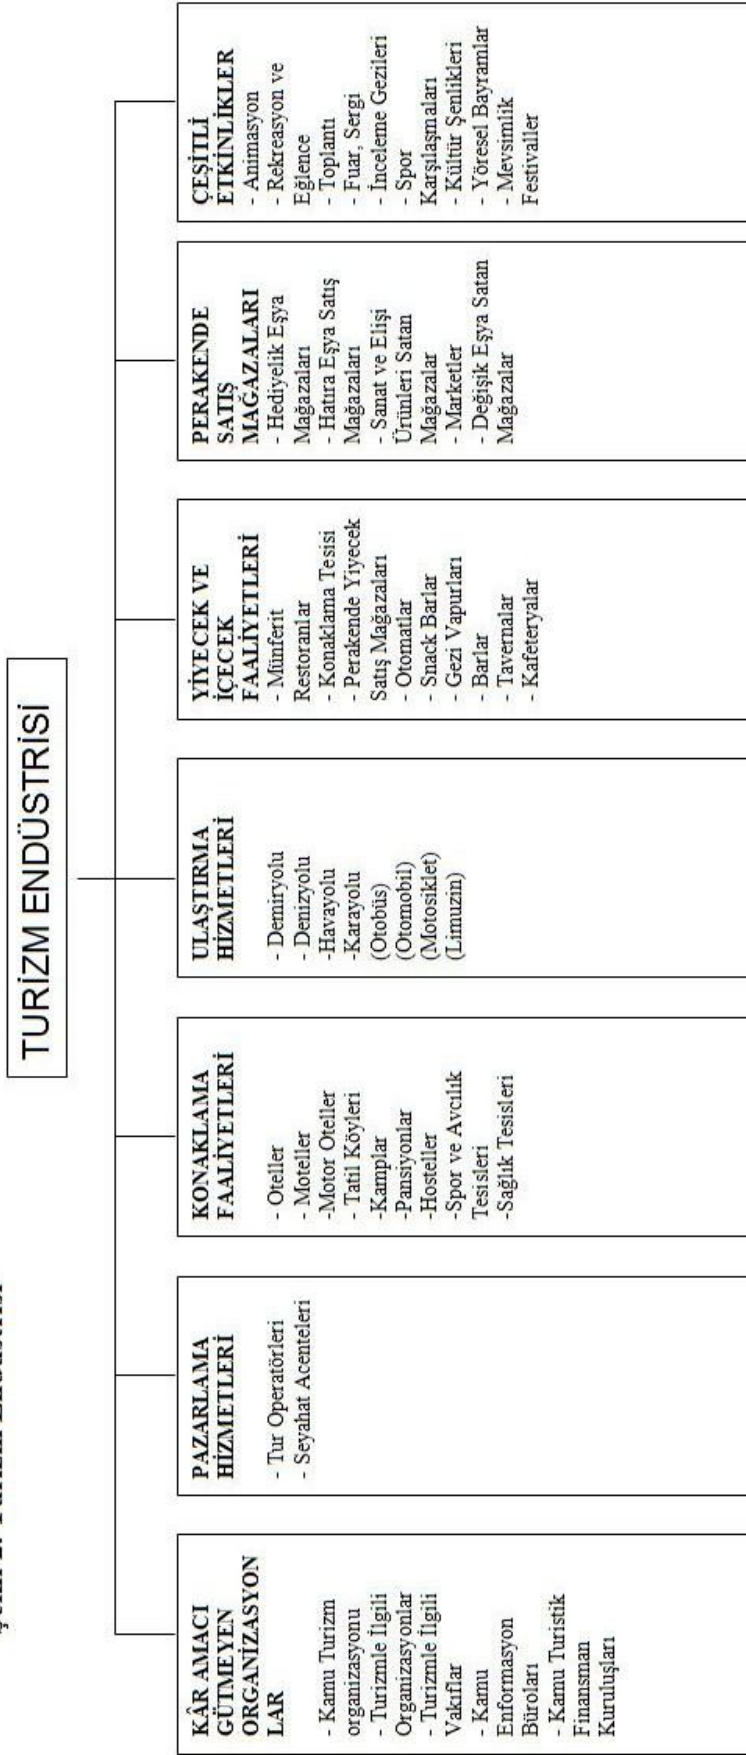 TURİZM ENDÜSTRİSİ
KÂR AMACI
GÜTMEYEN
ORGANİZASYON
LAR
- Kamu Turizm
organizasyonu
- Turizmle İlgili
Organizasyonlar
- Turizmle İlgili
Vakıflar
- Kamu
Enformasyon
Büroları
- Kamu Turistik
Finansman
Kuruluşları
PAZARLAMA
HİZMETLERİ
- Tur Operatörleri
- Seyahat Acenteleri
KONAKLAMA
FAALİYETLERİ
- Oteller
- Moteller
-Motor Oteller
- Tatil Köyleri
-Kamplar
-Pansiyonlar
-Hosteller
-Spor ve Avcılık
Tesisleri
-Sağlık Tesisleri
ULAŞTIRMA
HİZMETLERİ
- Demiryolu
- Denizyolu
-Havayolu
-Karayolu
(Otobüs)
(Otomobil)
(Motosiklet)
(Limuzin)
YİYECEK VE
İÇECEK
FAALİYETLERİ
- Münferit
Restoranlar
- Konaklama Tesisi
- Perakende Yiyecek
Satış Mağazaları
- Otomatlar
- Snack Barlar
- Gezi Vapurları
- Barlar
- Tavernalar
- Kafeteryalar
PERAKENDE
SATIŞ
MAĞAZALARI
- Hediyelik Eşya
Mağazaları
- Hatıra Eşya Satış
Mağazaları
- Sanat ve Elişi
Ürünleri Satan
Mağazalar
- Marketler
- Değişik Eşya Satan
Mağazalar
ÇEŞİTLİ
ETKİNLİKLER
- Animasyon
- Rekreasyon ve
Eğlence
- Toplantı
- Fuar, Sergi
- İnceleme Gezileri
- Spor
Karşılaşmaları
- Kültür Şenlikleri
- Yöresel Bayramlar
- Mevsimlik
Festivaller